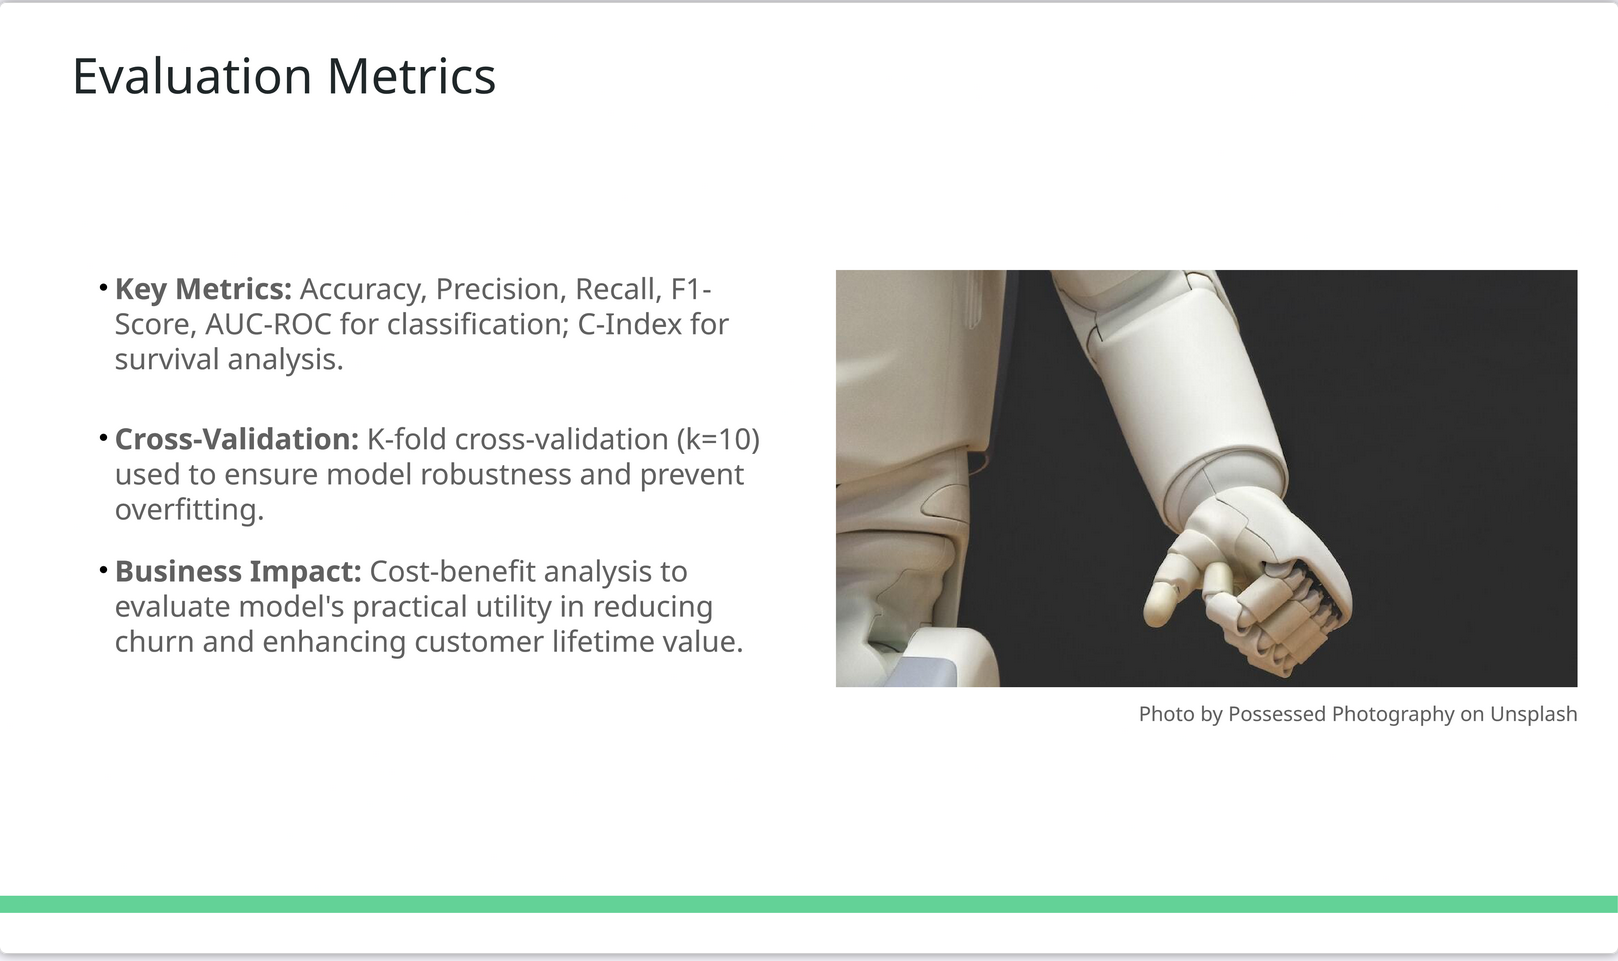 Evaluation Metrics
• Key Metrics: Accuracy, Precision, Recall, F1-
Score, AUC-ROC for classification; C-Index for
survival analysis.
• Cross-Validation: K-fold cross-validation (k=10)
used to ensure model robustness and prevent
overfitting.
• Business Impact: Cost-benefit analysis to
evaluate model's practical utility in reducing
churn and enhancing customer lifetime value.
Photo by Possessed Photography on Unsplash